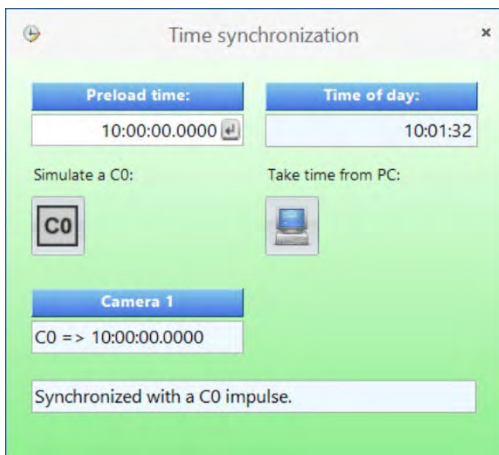 Time synchronization
Preload time:
Time of day:
10:00:00.0000
10:01:32
Simulate a C0:
Take time from PC:
C0
Camera 1
C0 => 10:00:00.0000
Synchronized with a C0 impulse.